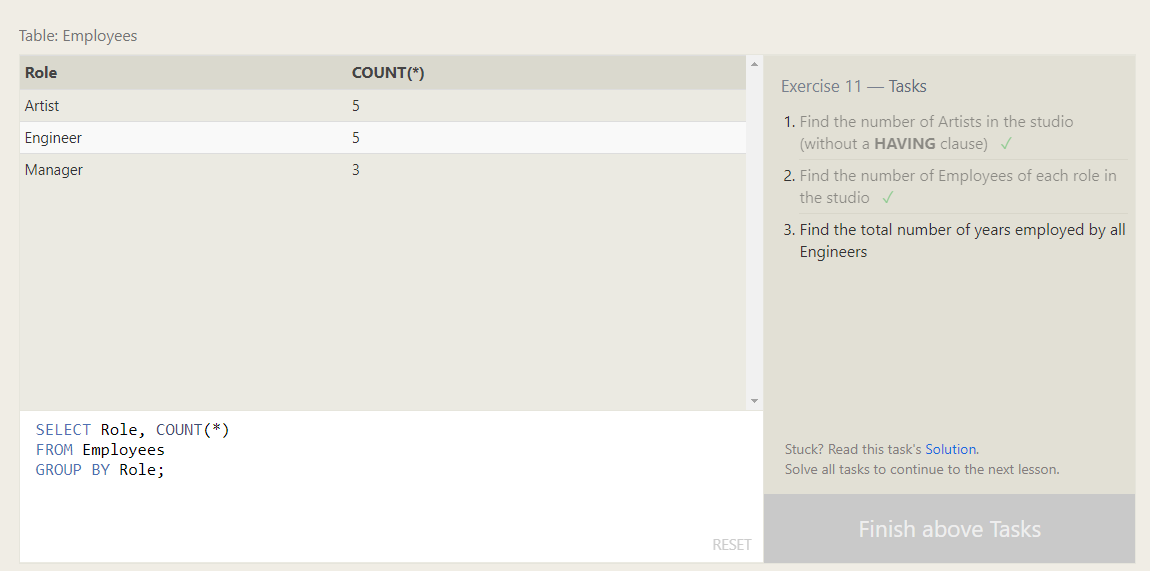 Table: Employees
Role COUNT(*)
Artist 5
Engineer 5
Manager 3
SELECT Role, COUNT(*)
FROM Employees
GROUP BY Role;
RESET
Exercise 11 — Tasks
1. Find the number of Artists in the studio
(without a HAVING clause) ✓
2. Find the number of Employees of each role in
the studio ✓
3. Find the total number of years employed by all
Engineers
Stuck? Read this task's Solution.
Solve all tasks to continue to the next lesson.
Finish above Tasks